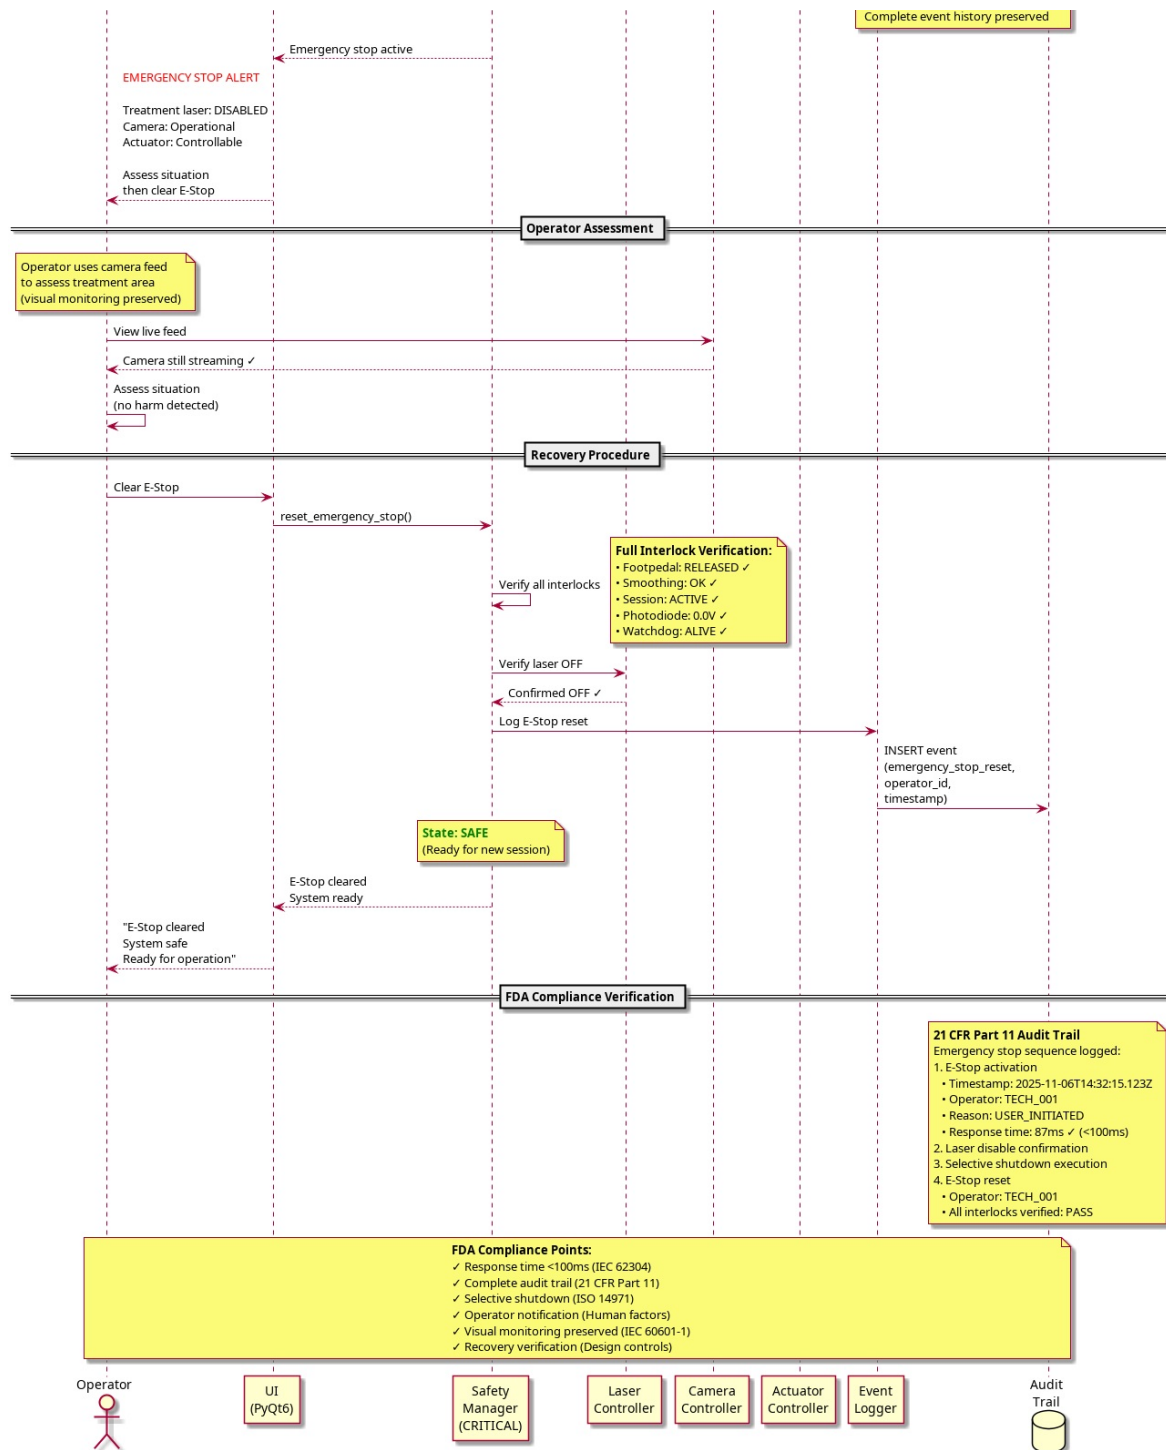 Complete event history preserved
Emergency stop active
EMERGENCY STOP ALERT
Treatment laser: DISABLED
Camera: Operational
Actuator: Controllable
Assess situation
then clear E-Stop
Operator Assessment
Operator uses camera feed
to assess treatment area
(visual monitoring preserved)
View live feed
Camera still streaming ✓
Assess situation
(no harm detected)
Recovery Procedure
Clear E-Stop
reset_emergency_stop()
Full Interlock Verification:
• Footpedal: RELEASED ✓
• Smoothing: OK ✓
• Session: ACTIVE ✓
• Photodiode: 0.0V ✓
• Watchdog: ALIVE ✓
Verify all interlocks
Verify laser OFF
Confirmed OFF ✓
Log E-Stop reset
INSERT event
(emergency_stop_reset,
operator_id,
timestamp)
State: SAFE
(Ready for new session)
E-Stop cleared
System ready
"E-Stop cleared
System safe
Ready for operation"
FDA Compliance Verification
21 CFR Part 11 Audit Trail
Emergency stop sequence logged:
1. E-Stop activation
• Timestamp: 2025-11-06T14:32:15.123Z
• Operator: TECH_001
• Reason: USER_INITIATED
• Response time: 87ms ✓ (<100ms)
2. Laser disable confirmation
3. Selective shutdown execution
4. E-Stop reset
• Operator: TECH_001
• All interlocks verified: PASS
FDA Compliance Points:
✓ Response time <100ms (IEC 62304)
✓ Complete audit trail (21 CFR Part 11)
✓ Selective shutdown (ISO 14971)
✓ Operator notification (Human factors)
✓ Visual monitoring preserved (IEC 60601-1)
✓ Recovery verification (Design controls)
Operator
UI
(PyQt6)
Safety
Manager
(CRITICAL)
Laser
Controller
Camera
Controller
Actuator
Controller
Event
Logger
Audit
Trail